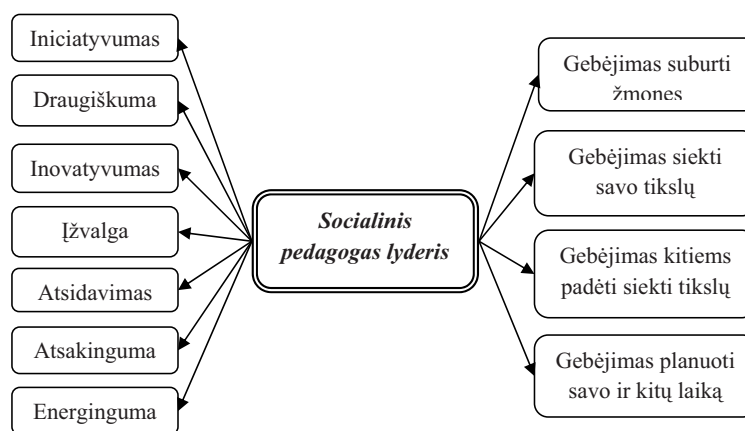 Iniciatyvumas
Draugiškuma
Inovatyvumas
Įžvalga
Atsidavimas
Atsakinguma
Energinguma
Socialinis
pedagogas lyderis
Gebėjimas suburti
žmones
Gebėjimas siekti
savo tikslų
Gebėjimas kitiems
padėti siekti tikslų
Gebėjimas planuoti
savo ir kitų laiką